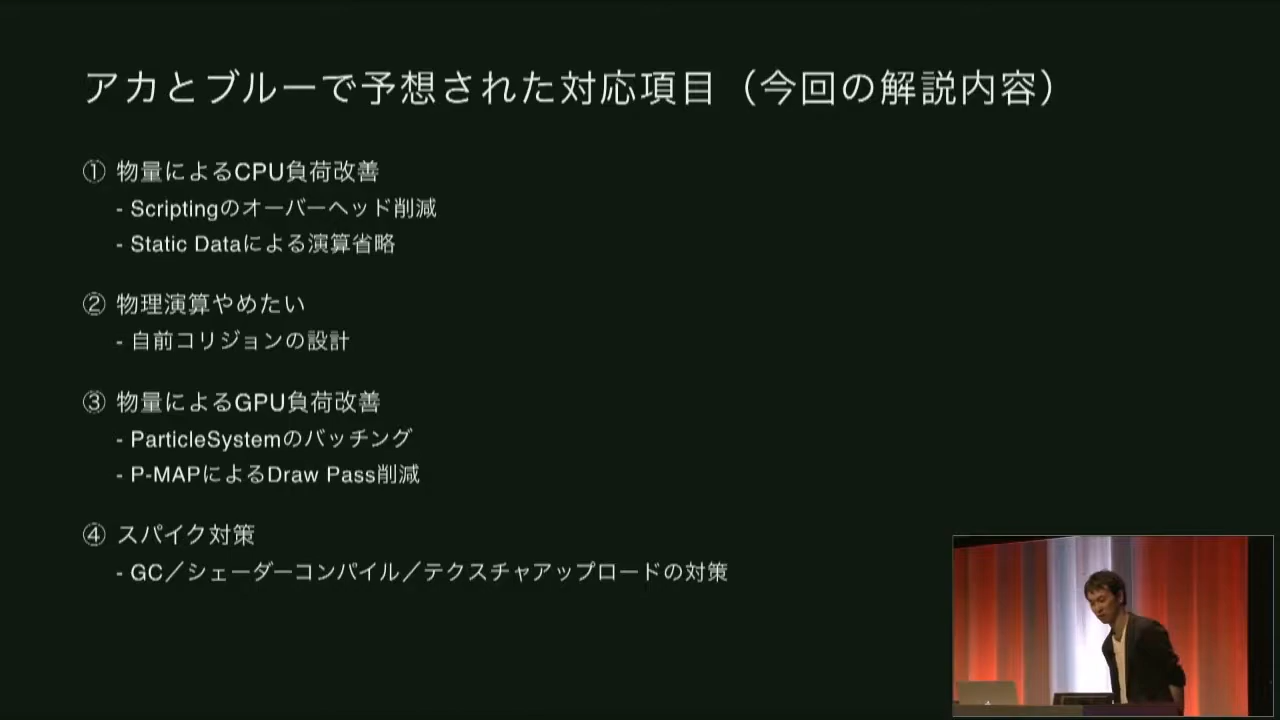 アカとブルーで予想された対応項目（今回の解説内容）
① 物量によるCPU負荷改善
- Scriptingのオーバーヘッド削減
- Static Dataによる演算省略
② 物理演算やめたい
- 自前コリジョンの設計
③ 物量によるGPU負荷改善
- ParticleSystemのバッチング
- P-MAPによるDraw Pass削減
④ スパイク対策
- GC／シェーダーコンパイル／テクスチャアップロードの対策